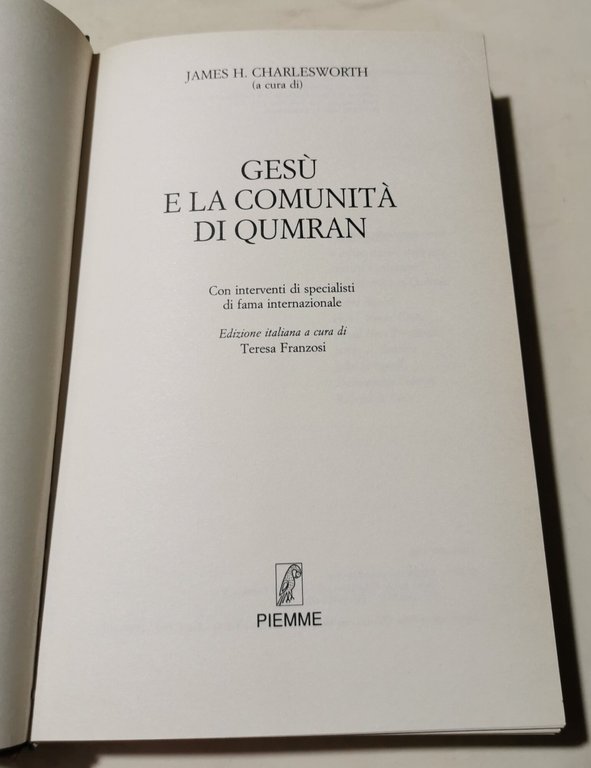 JAMES H. CHARLESWORTH
(a cura di)
GESÙ
E LA COMUNITÀ
DI QUMRAN
Con interventi di specialisti
di fama internazionale
Edizione italiana a cura di
Teresa Franzosi
PIEMME